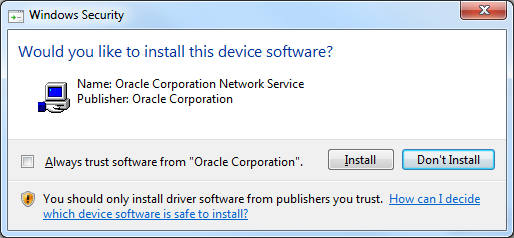 Windows Security
Would you like to install this device software?
Name: Oracle Corporation Network Service
Publisher: Oracle Corporation
Always trust software from "Oracle Corporation".
Install
Don't Install
You should only install driver software from publishers you trust. How can I decide
which device software is safe to install?